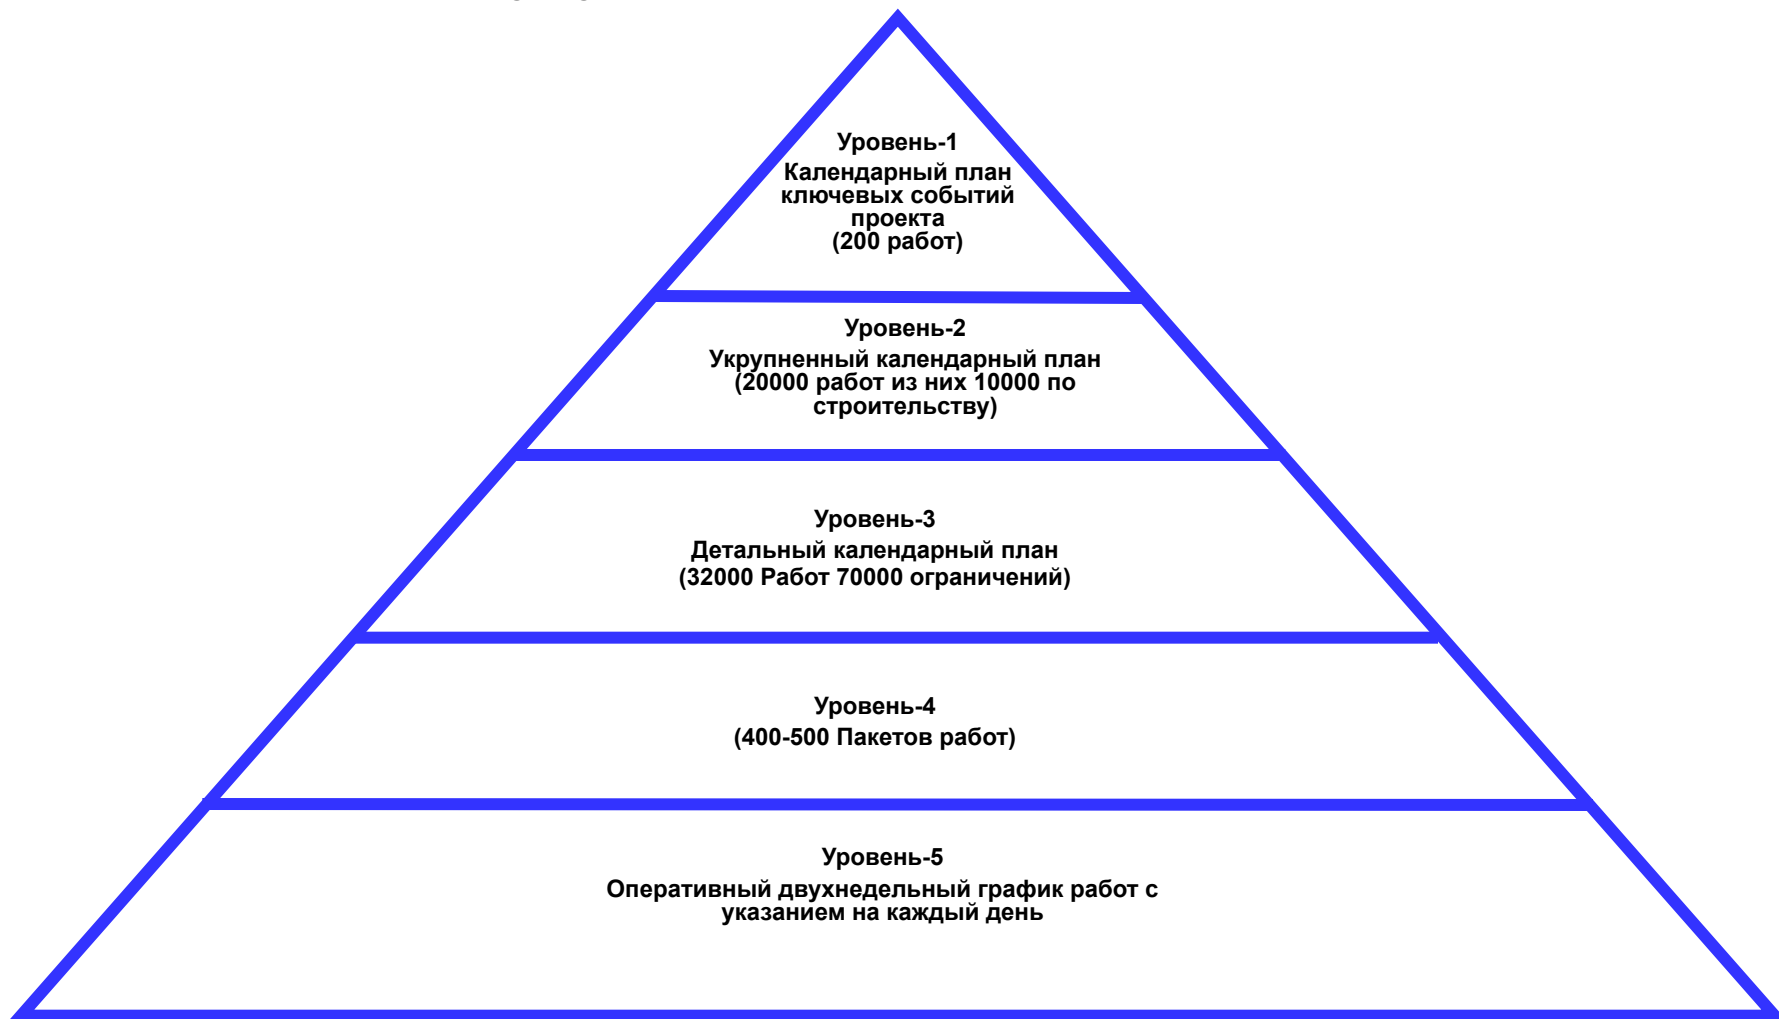 Уровень-1
Календарный план
ключевых событий
проекта
(200 работ)
Уровень-2
Укрупненный календарный план
(20000 работ из них 10000 по
строительству)
Уровень-3
Детальный календарный план
(32000 Работ 70000 ограничений)
Уровень-4
(400-500 Пакетов работ)
Уровень-5
Оперативный двухнедельный график работ с
указанием на каждый день